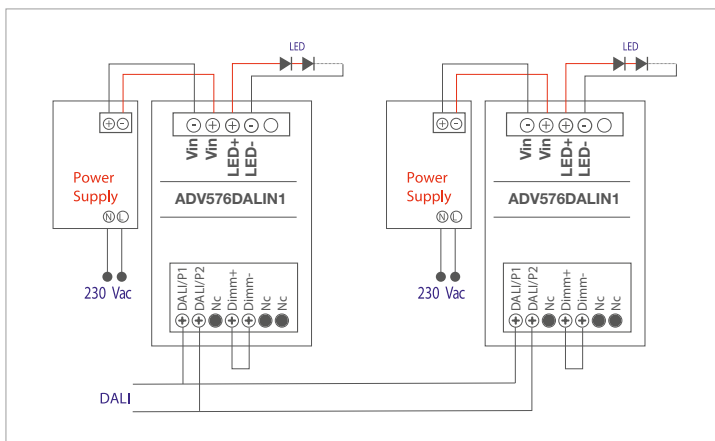 LED
LED
Vin
Vin
LED+
LED-
Vin
Vin
LED+
LED-
Power
Supply
Power
Supply
ADV576DALIN1
ADV576DALIN1
N L
N L
DALI/P1
DALI/P2
Nc
Dimm+
Dimm-
Nc
Nc
DALI/P1
DALI/P2
Nc
Dimm+
Dimm-
Nc
Nc
230 Vac
230 Vac
DALI